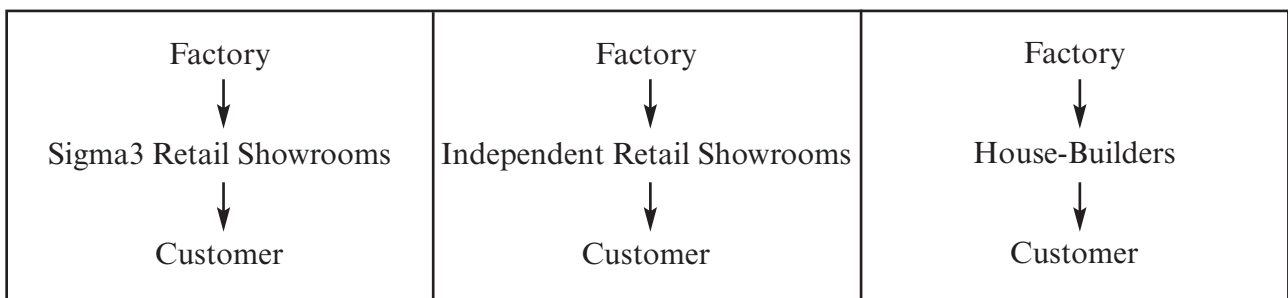 Factory
Sigma3 Retail Showrooms
Customer
Factory
Independent Retail Showrooms
Customer
Factory
House-Builders
Customer